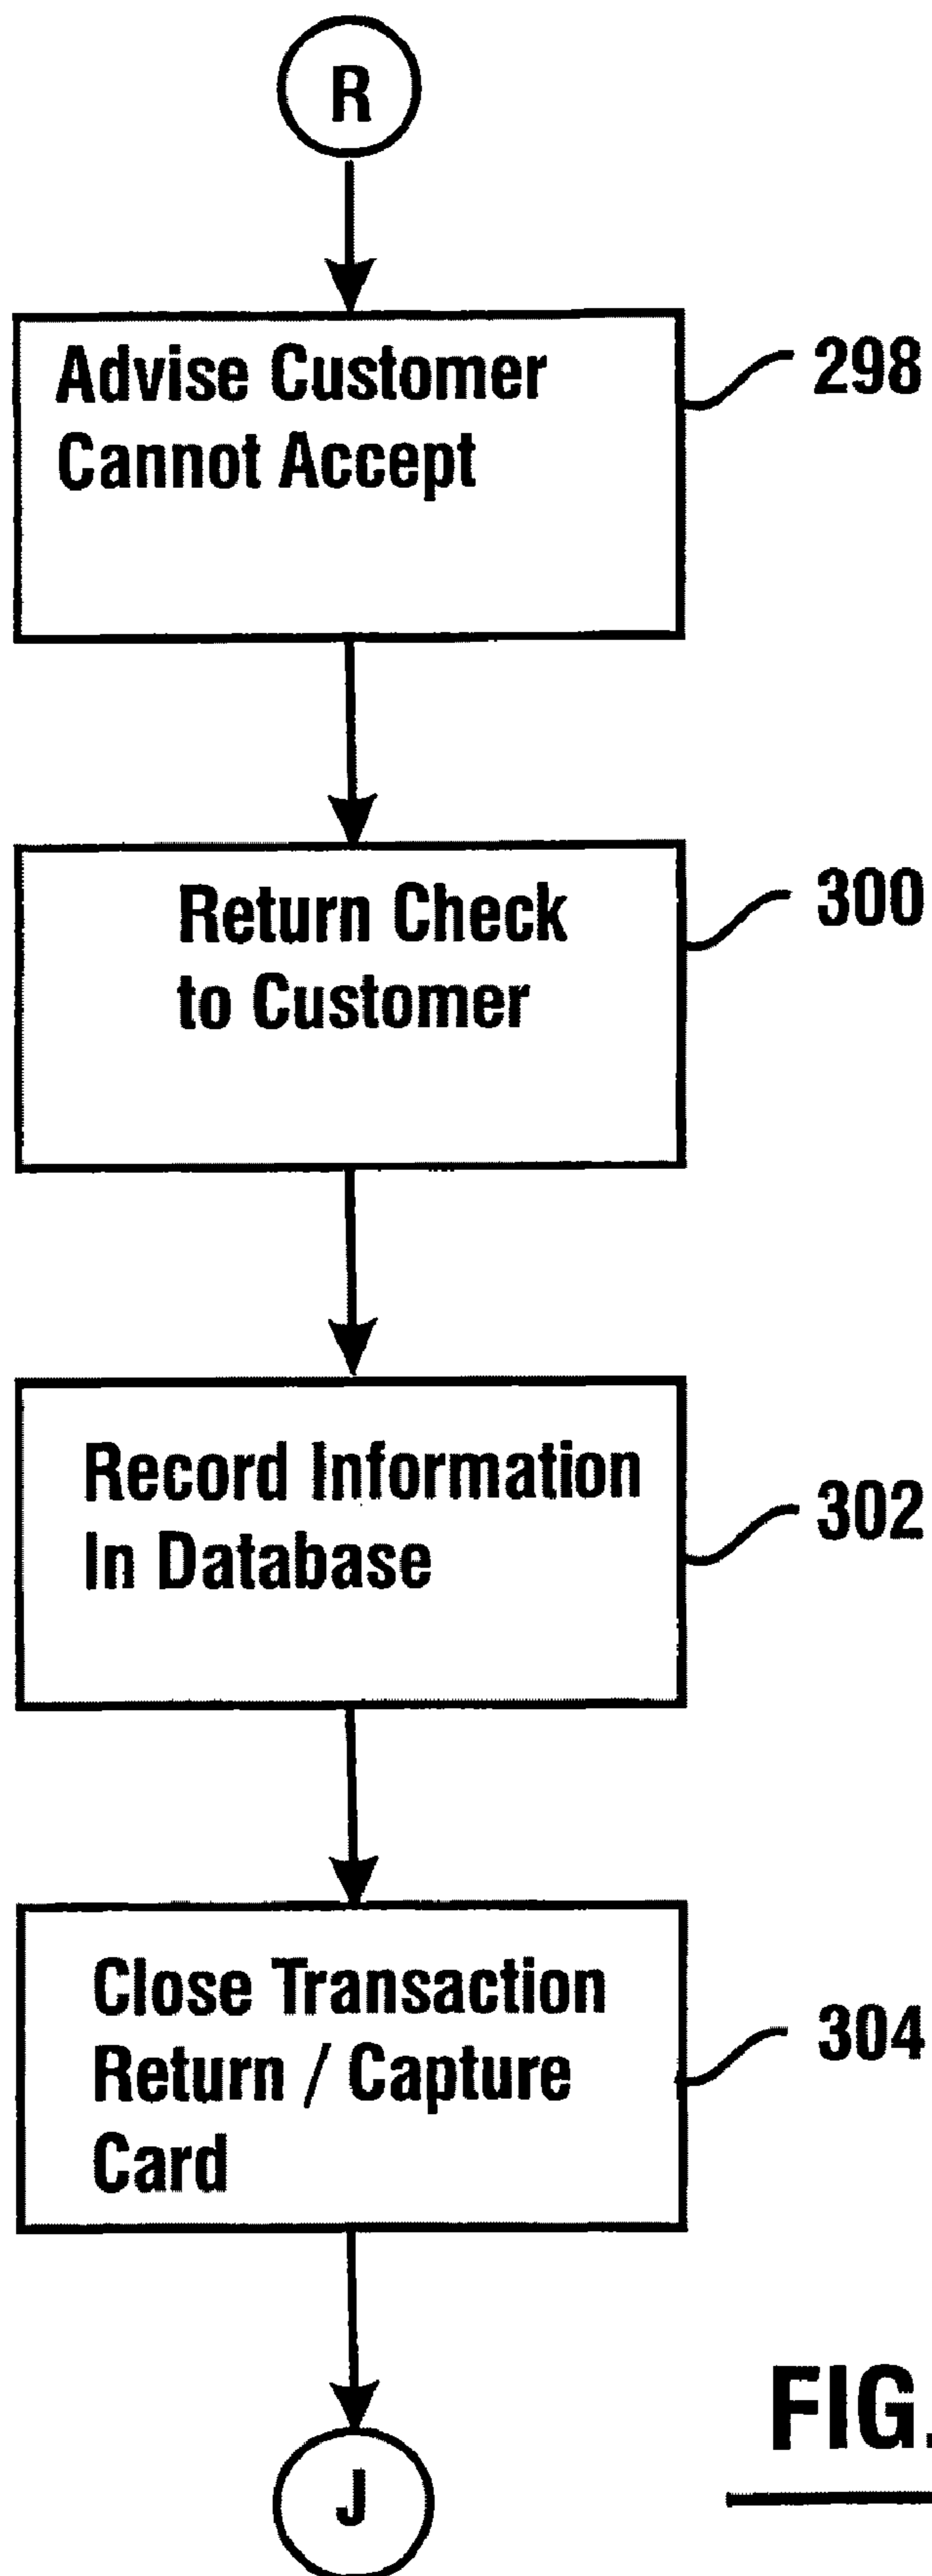 R
Advise Customer
Cannot Accept
298
Return Check
to Customer
300
Record Information
In Database
302
Close Transaction
Return / Capture
Card
304
J
FIG.